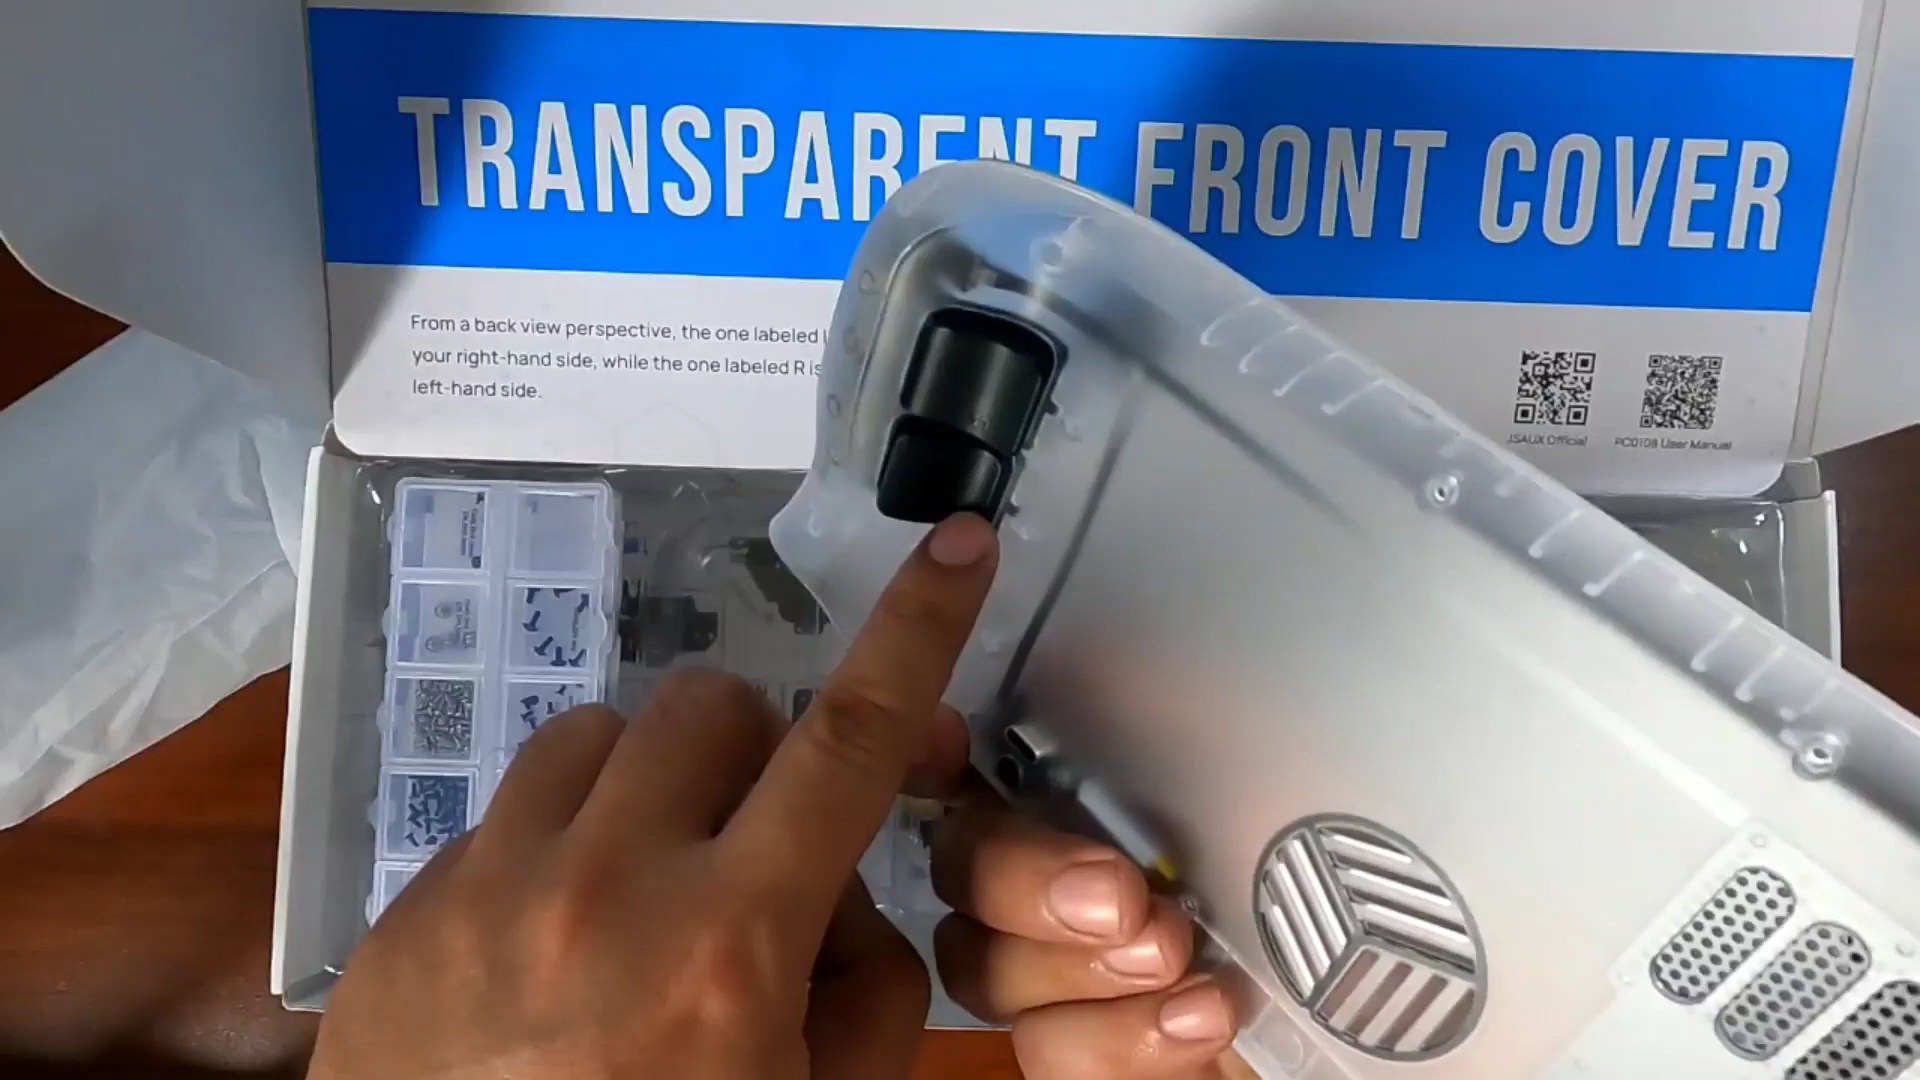 TRANSPARENT FRONT COVER
From a back view perspective, the one labeled
your right-hand side, while the one labeled R is
left-hand side.
JSAUX Official
PC0108 User Manual